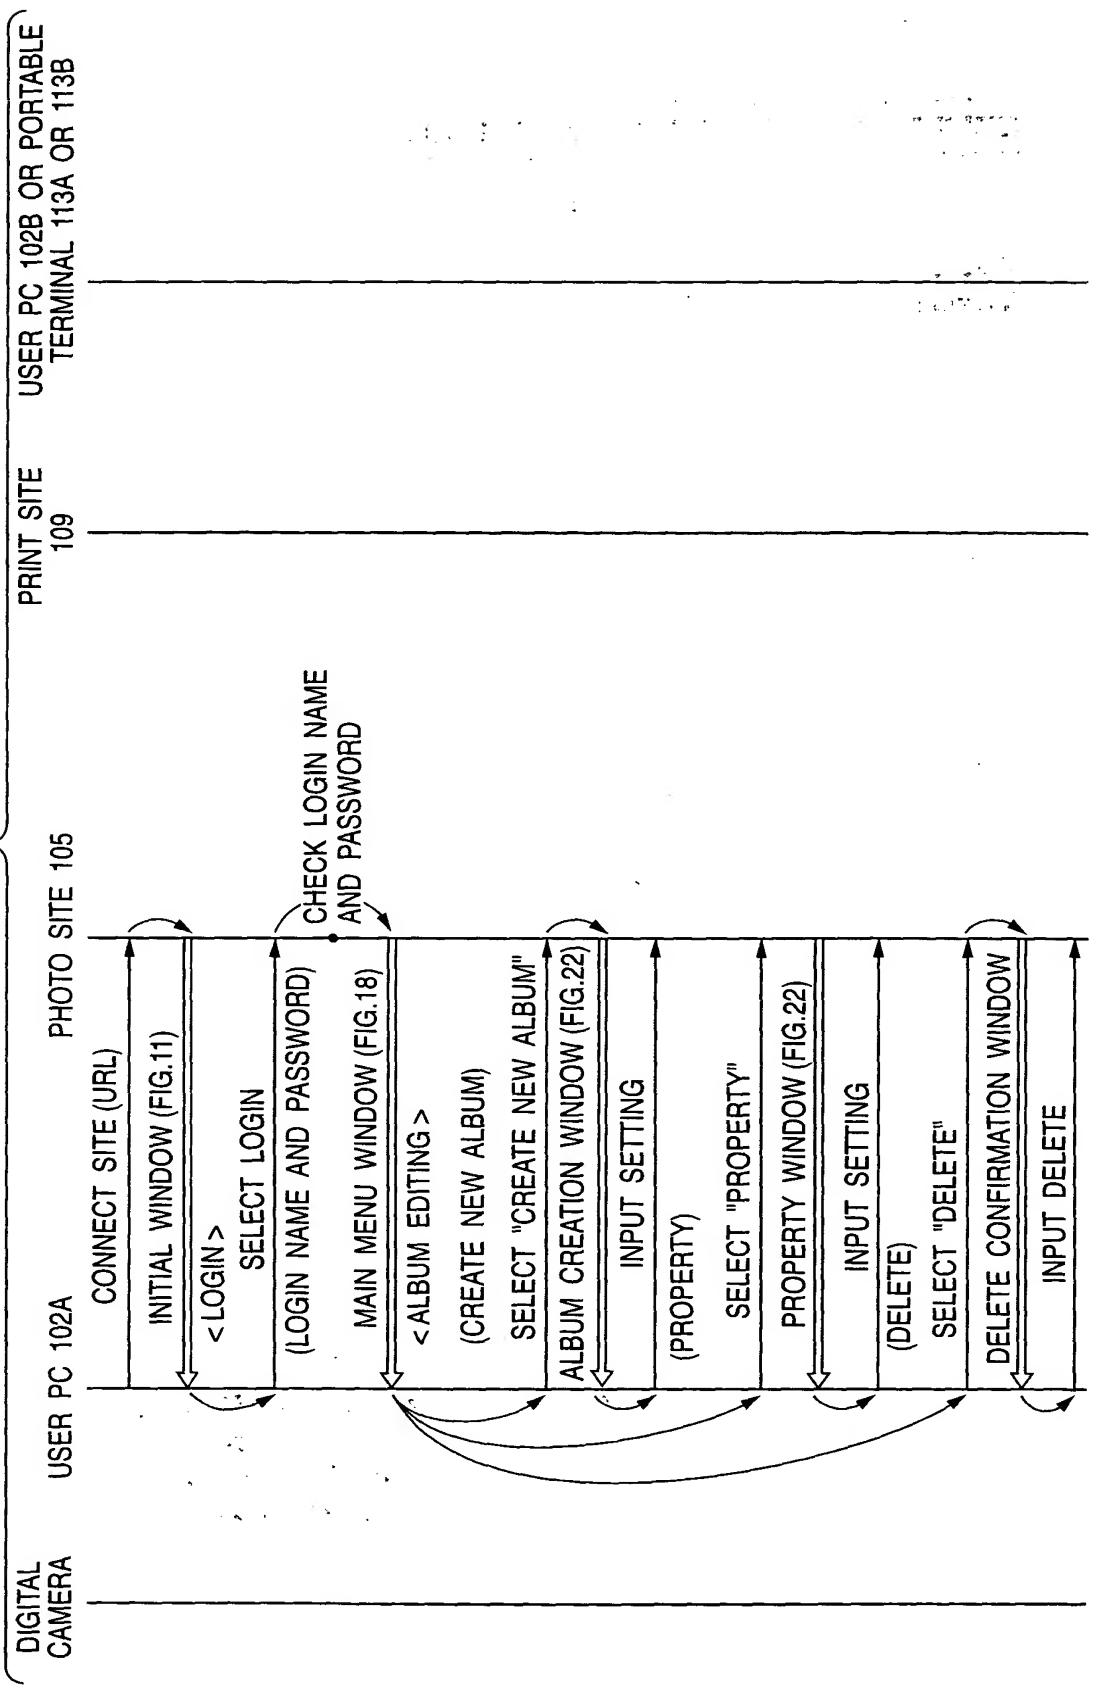 DIGITAL
CAMERA
USER PC 102A
PHOTO SITE 105
PRINT SITE
109
USER PC 102B OR PORTABLE
TERMINAL 113A OR 113B
CONNECT SITE (URL)
INITIAL WINDOW (FIG.11)
<LOGIN>
SELECT LOGIN
(LOGIN NAME AND PASSWORD)
CHECK LOGIN NAME
AND PASSWORD
MAIN MENU WINDOW (FIG.18)
<ALBUM EDITING>
(CREATE NEW ALBUM)
SELECT "CREATE NEW ALBUM"
ALBUM CREATION WINDOW (FIG.22)
INPUT SETTING
(PROPERTY)
SELECT "PROPERTY"
PROPERTY WINDOW (FIG.22)
INPUT SETTING
(DELETE)
SELECT "DELETE"
DELETE CONFIRMATION WINDOW
INPUT DELETE